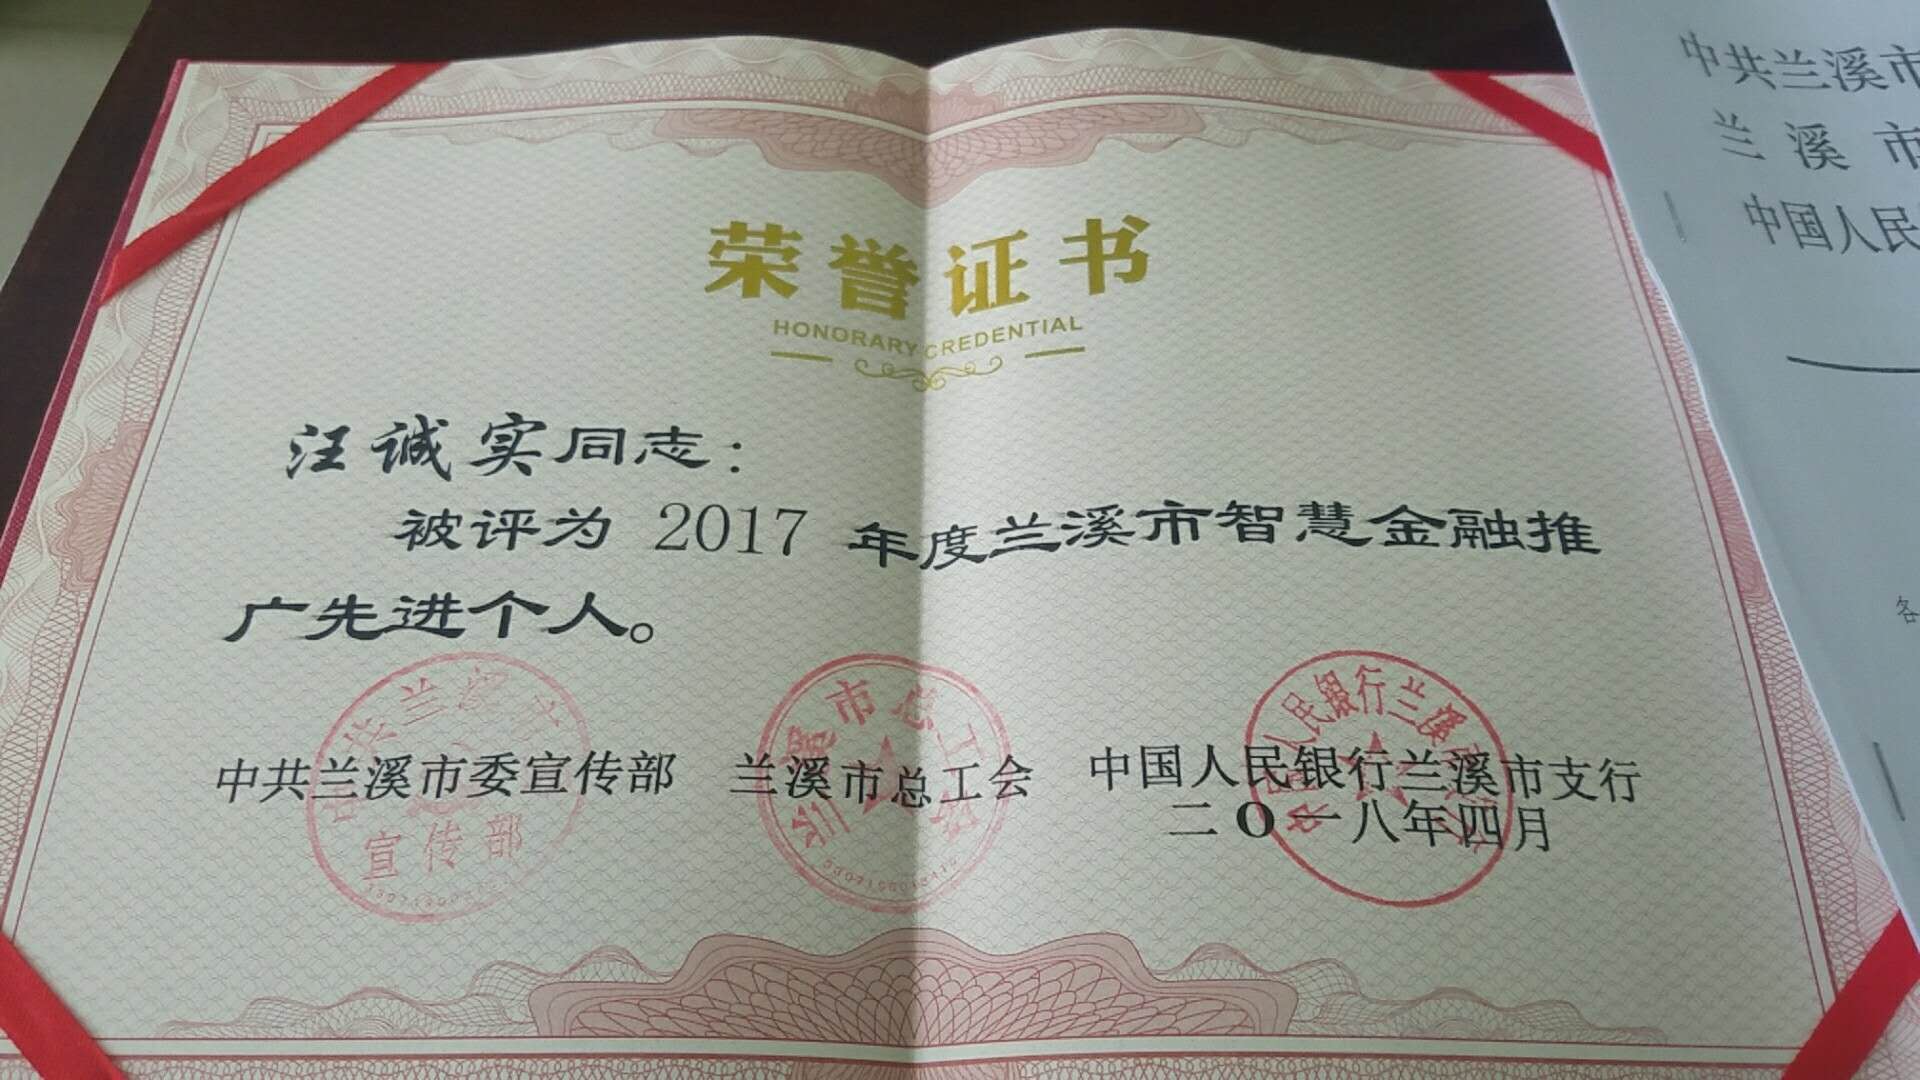 荣誉证书
HONORARY CREDENTIAL
汪诚实同志：
被评为 2017 年度兰溪市智慧金融推
广先进个人。
中共兰溪市委宣传部 兰溪市总工会 中国人民银行兰溪市支行
二〇一八年四月
宣传部
中共兰溪市
兰溪市
中国人民
各